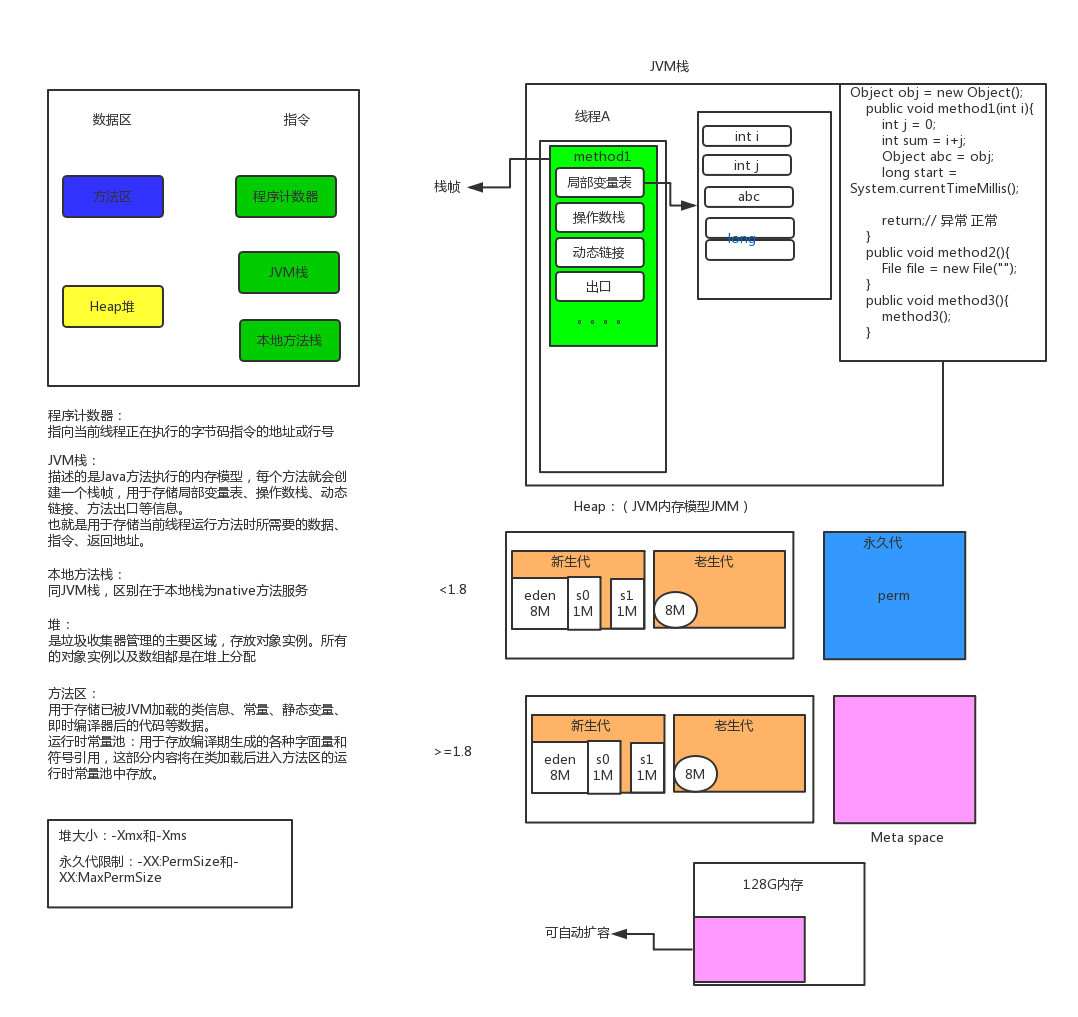 数据区
指令
方法区
程序计数器
JVM栈
Heap堆
本地方法栈
程序计数器：
指向当前线程正在执行的字节码指令的地址或行号
JVM栈：
描述的是Java方法执行的内存模型，每个方法就会创
建一个栈帧，用于存储局部变量表、操作数栈、动态
链接、方法出口等信息。
也就是用于存储当前线程运行方法时所需要的数据、
指令、返回地址。
本地方法栈：
同JVM栈，区别在于本地栈为native方法服务
堆：
是垃圾收集器管理的主要区域，存放对象实例。所有
的对象实例以及数组都是在堆上分配
方法区：
用于存储已被JVM加载的类信息、常量、静态变量、
即时编译器后的代码等数据。
运行时常量池：用于存放编译期生成的各种字面量和
符号引用，这部分内容将在类加载后进入方法区的运
行时常量池中存放。
堆大小：-Xmx和-Xms
永久代限制：-XX:PermSize和-
XX:MaxPermSize
JVM栈
线程A
栈帧
method1
局部变量表
操作数栈
动态链接
出口
。。。。
int i
int j
abc
long
Object obj = new Object();
public void method1(int i){
int j = 0;
int sum = i+j;
Object abc = obj;
long start =
System.currentTimeMillis();
return;// 异常 正常
}
public void method2(){
File file = new File("");
}
public void method3(){
method3();
}
Heap：（JVM内存模型JMM）
<1.8
新生代
eden
8M
s0
1M
s1
1M
老生代
8M
永久代
perm
>=1.8
新生代
eden
8M
s0
1M
s1
1M
老生代
8M
Meta space
128G内存
可自动扩容